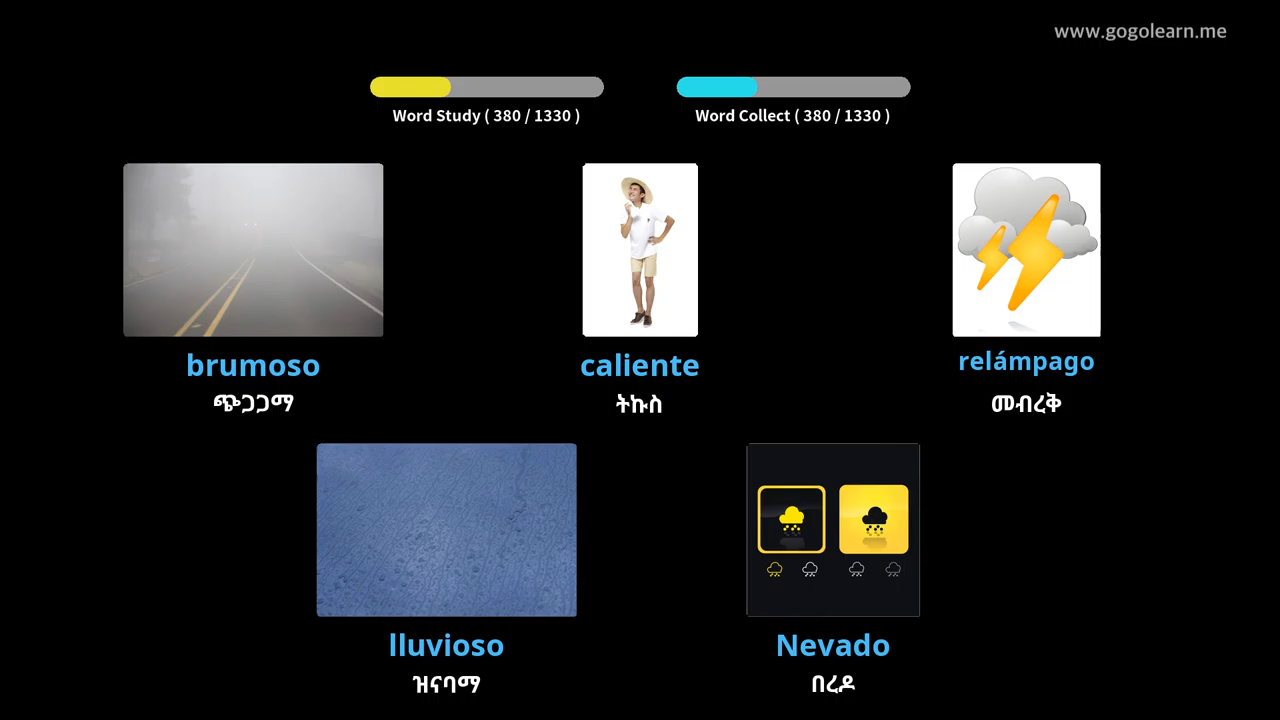 www.gogolearn.me
Word Study ( 380 / 1330 )
Word Collect ( 380 / 1330 )
brumoso
caliente
relámpago
ጭጋጋማ
ትኩስ
መብረቅ
lluvioso
Nevado
ዝናባማ
በረዶ